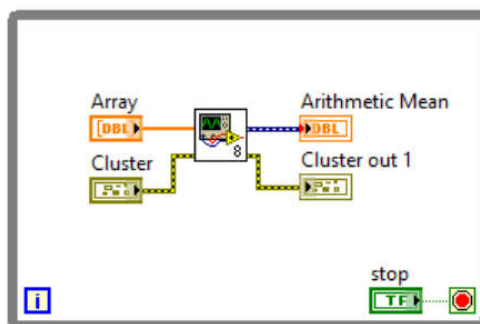 Array
Arithmetic Mean
[DBL]
DBL
8
Cluster
Cluster out 1
stop
i
TF